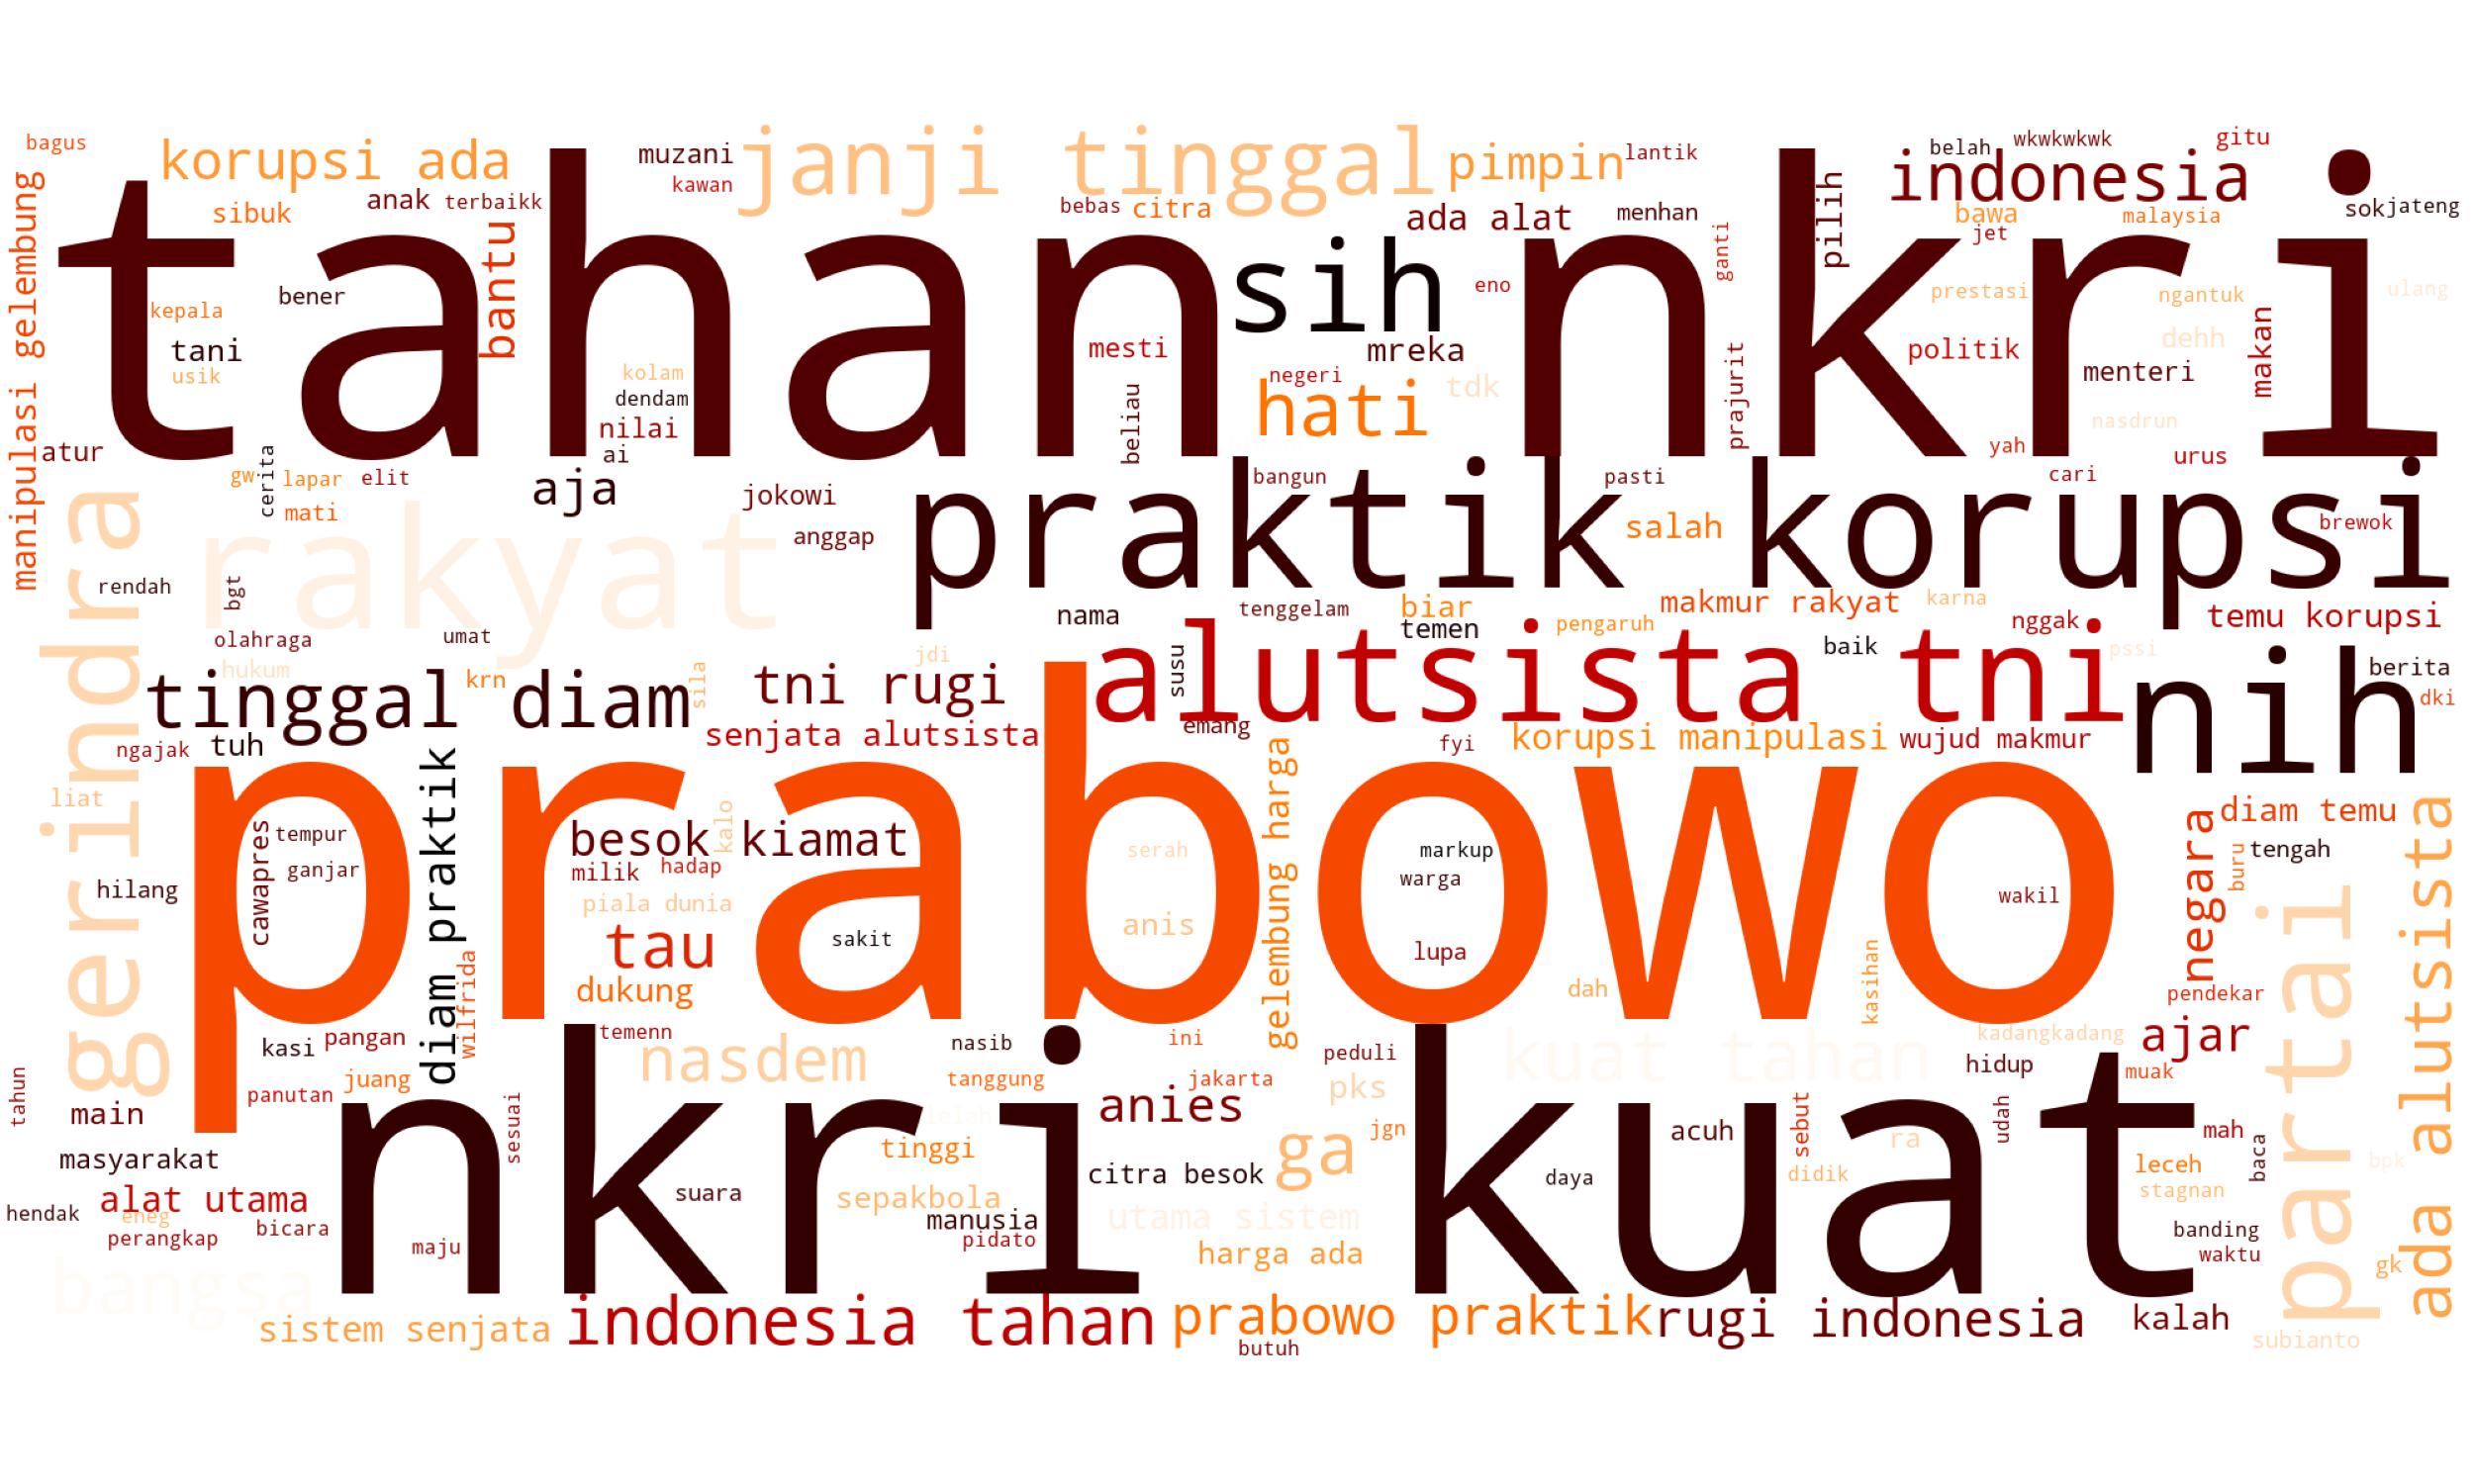 bagus
korupsi ada
muzani
janji tinggal
pimpin
lantik
belah
wkwkwkwk
gitu
indonesia
kawan
anak
terbaikk
sibuk
bebas
citra
ada alat
menhan
pilih
bawa
malaysia
sok
jateng
jet
manipulasi gelembung
tahan nkri
bantu
sih
eno
ganti
prestasi
ngantuk
ulang
kepala
bener
tani
usik
mesti
mreka
politik
dehh
makan
menteri
kolam
dendam
negeri
hati
tdk
prajurit
beliau
nasdrun
nilai
ai
atur
cerita
yah
urus
gw
lapar
elit
aja
jokowi
bangun
pasti
cari
mati
praktik korupsi
salah
brewok
anggap
gerindra
rakyat
rendah
bgt
nama
tenggelam
biar
temen
makmur rakyat
karna
nggak
temu korupsi
olahraga
umat
pengaruh
baik
pssi
hukum
jdi
susu
alutsista tni
nih
berita
dki
tinggal diam
krn
sila
tni rugi
senjata alutsista
emang
fyi
korupsi manipulasi
wujud makmur
ngajak
tuh
prabowo
liat
diam temu
negara
buru
tengah
cawapres
tempur
ganjar
hilang
diam praktik
besok kiamat
kalo
milik
hadap
piala dunia
serah
anis
gelembung harga
markup
warga
lupa
wakil
tau
sakit
dukung
wilfrida
dah
kasihan
pendekar
partai
ada alutsista
kasi
pangan
temenn
nasdem
nasib
ini
peduli
kuat tahan
kadangkadang
ajar
hidup
muak
tahun
panutan
juang
tanggung
jakarta
pks
main
nkri kuat
sesuai
anies
jgn
ga
acuh
sebut
ra
udah
mah
masyarakat
tinggi
citra besok
daya
didik
leceh
stagnan
baca
bpk
alat utama
suara
sepakbola
hendak
eneg
bicara
perangkap
maju
manusia
pidato
utama sistem
harga ada
banding
waktu
gk
bangsa
sistem senjata
indonesia tahan
prabowo praktik
rugi indonesia
kalah
subianto
butuh